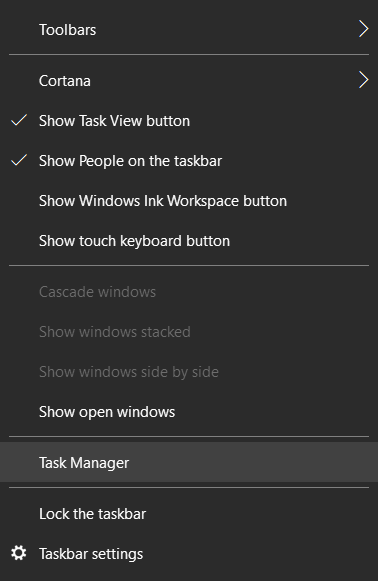 Toolbars
Cortana
Show Task View button
Show People on the taskbar
Show Windows Ink Workspace button
Show touch keyboard button
Cascade windows
Show windows stacked
Show windows side by side
Show open windows
Task Manager
Lock the taskbar
Taskbar settings